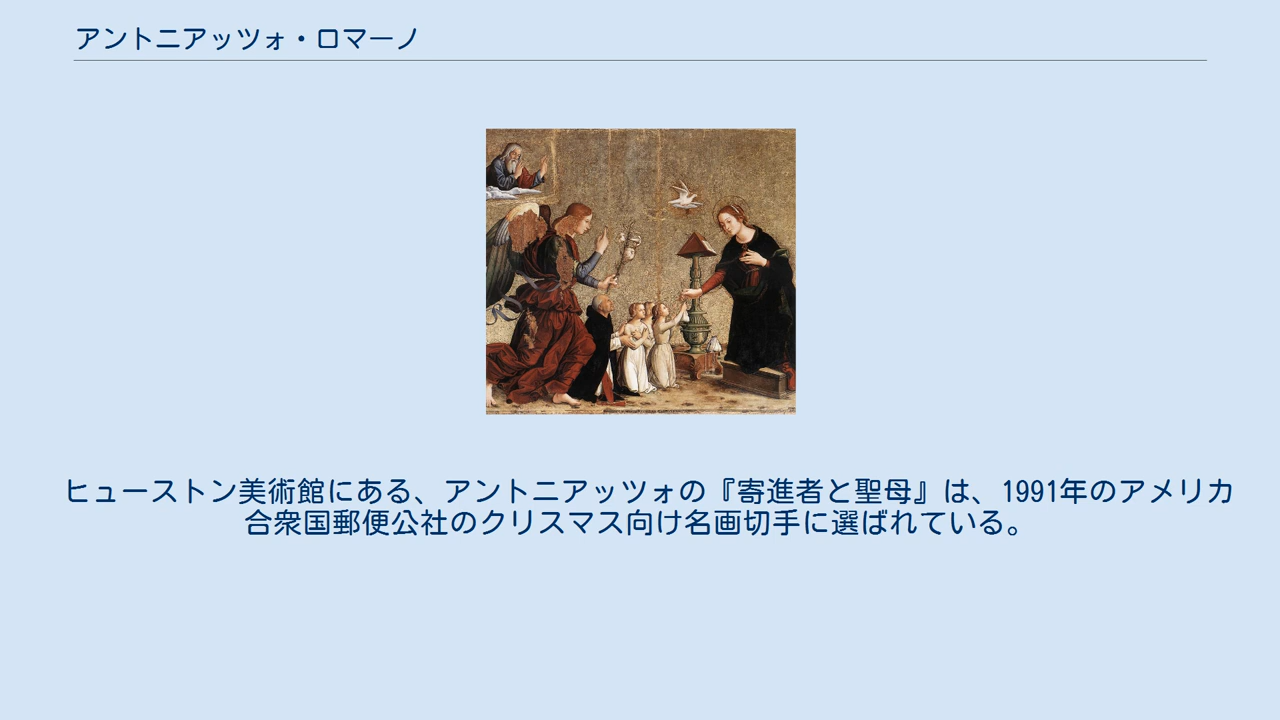 アントニアッツォ・ロマーノ
ヒューストン美術館にある、アントニアッツォの『寄進者と聖母』は、1991年のアメリカ
合衆国郵便公社のクリスマス向け名画切手に選ばれている。